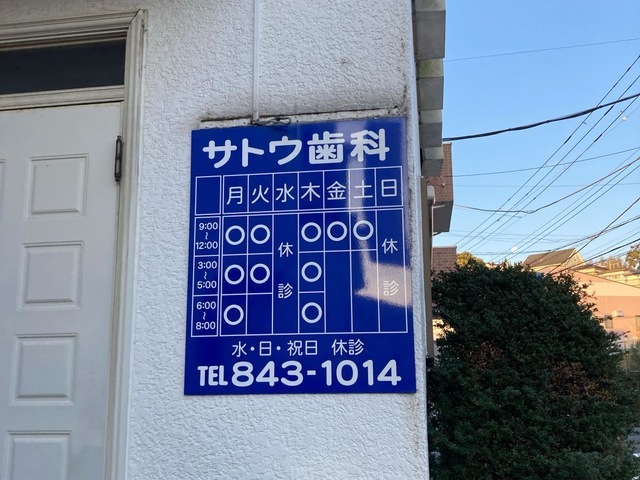 サトウ歯科
月 火 水 木 金 土 日
9:00〜12:00 ○ ○ ○ ○ ○
3:00〜5:00 ○ ○ ○
6:00〜8:00 ○ ○
休診 休診
水・日・祝日 休診
TEL 843-1014